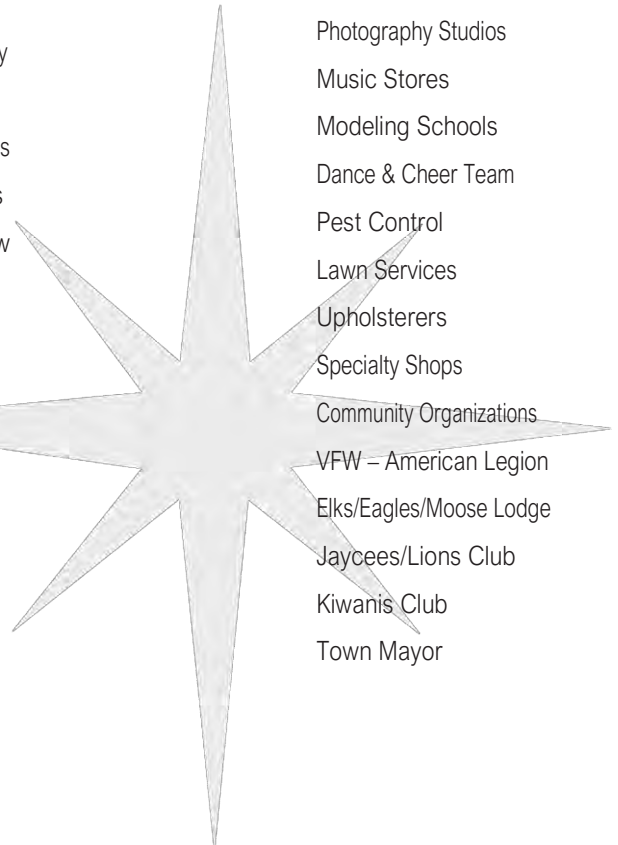 Photography Studios
Music Stores
Modeling Schools
Dance & Cheer Team
Pest Control
Lawn Services
Upholsterers
Specialty Shops
Community Organizations
VFW – American Legion
Elks/Eagles/Moose Lodge
Jaycees/Lions Club
Kiwanis Club
Town Mayor